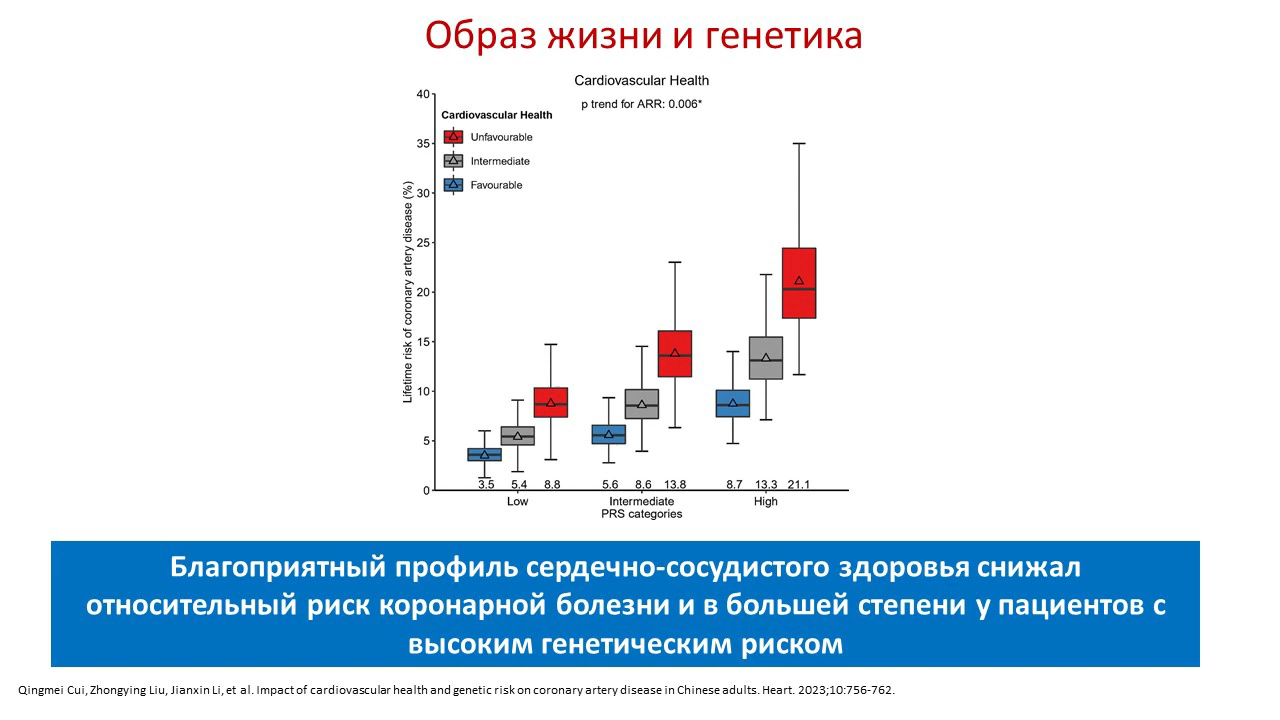 Образ жизни и генетика
Cardiovascular Health
p trend for ARR: 0.006*
Cardiovascular Health
Unfavourable
Intermediate
Favourable
Lifetime risk of coronary artery disease (%)
40
35
30
25
20
15
10
5
0
3.5 5.4 8.8 5.6 8.6 13.8 8.7 13.3 21.1
Low Intermediate High
PRS categories
Благоприятный профиль сердечно-сосудистого здоровья снижал
относительный риск коронарной болезни и в большей степени у пациентов с
высоким генетическим риском
Qingmei Cui, Zhongying Liu, Jianxin Li, et al. Impact of cardiovascular health and genetic risk on coronary artery disease in Chinese adults. Heart. 2023;10:756-762.